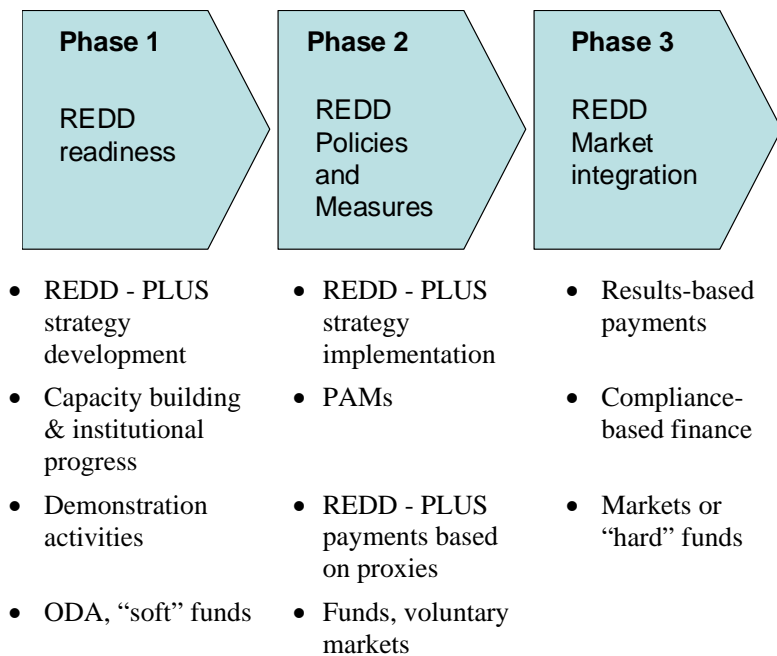 Phase 1
REDD
readiness
Phase 2
REDD
Policies
and
Measures
Phase 3
REDD
Market
integration
• REDD - PLUS
strategy
development
• Capacity building
& institutional
progress
• Demonstration
activities
• ODA, “soft” funds
• REDD - PLUS
strategy
implementation
• PAMs
• REDD - PLUS
payments based
on proxies
• Funds, voluntary
markets
• Results-based
payments
• Compliance-
based finance
• Markets or
“hard” funds